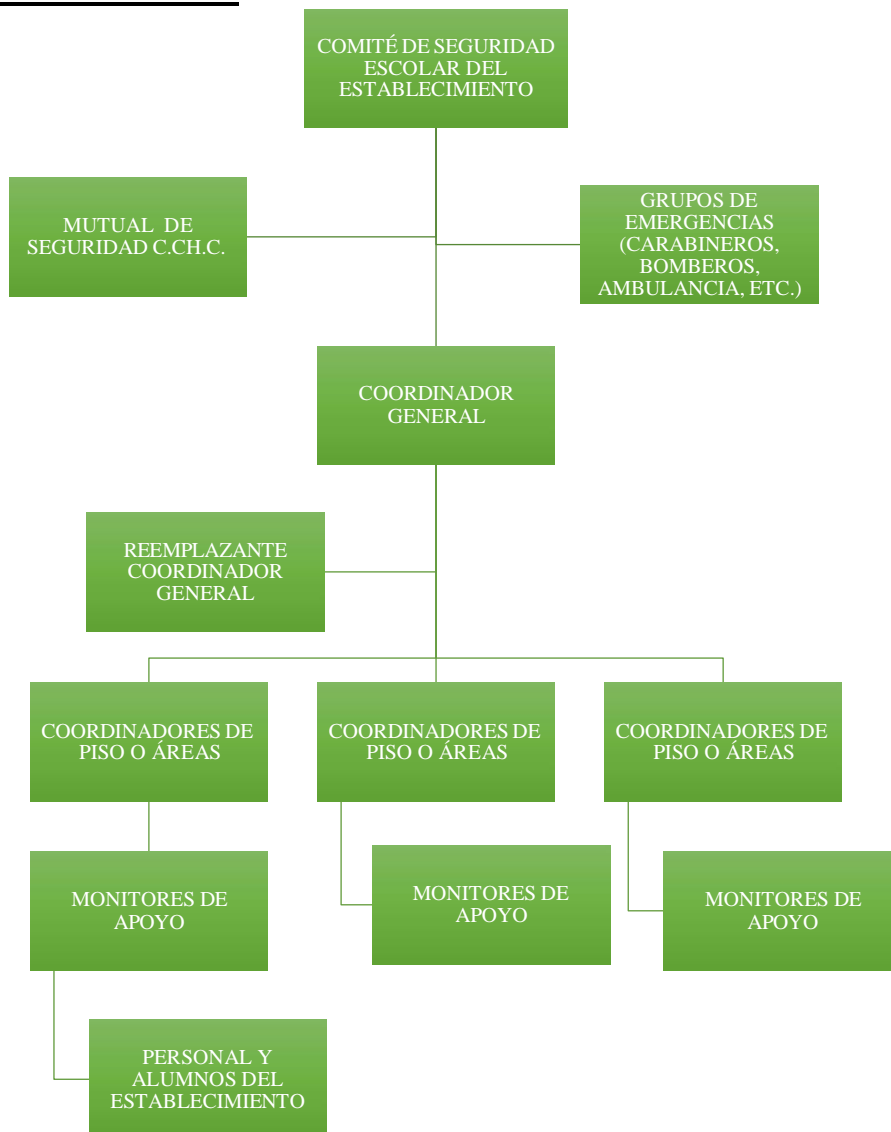 COMITÉ DE SEGURIDAD
ESCOLAR DEL
ESTABLECIMIENTO
MUTUAL DE
SEGURIDAD C.CH.C.
GRUPOS DE
EMERGENCIAS
(CARABINEROS,
BOMBEROS,
AMBULANCIA, ETC.)
COORDINADOR
GENERAL
REEMPLAZANTE
COORDINADOR
GENERAL
COORDINADORES DE
PISO O ÁREAS
COORDINADORES DE
PISO O ÁREAS
COORDINADORES DE
PISO O ÁREAS
MONITORES DE
APOYO
MONITORES DE
APOYO
MONITORES DE
APOYO
PERSONAL Y
ALUMNOS DEL
ESTABLECIMIENTO